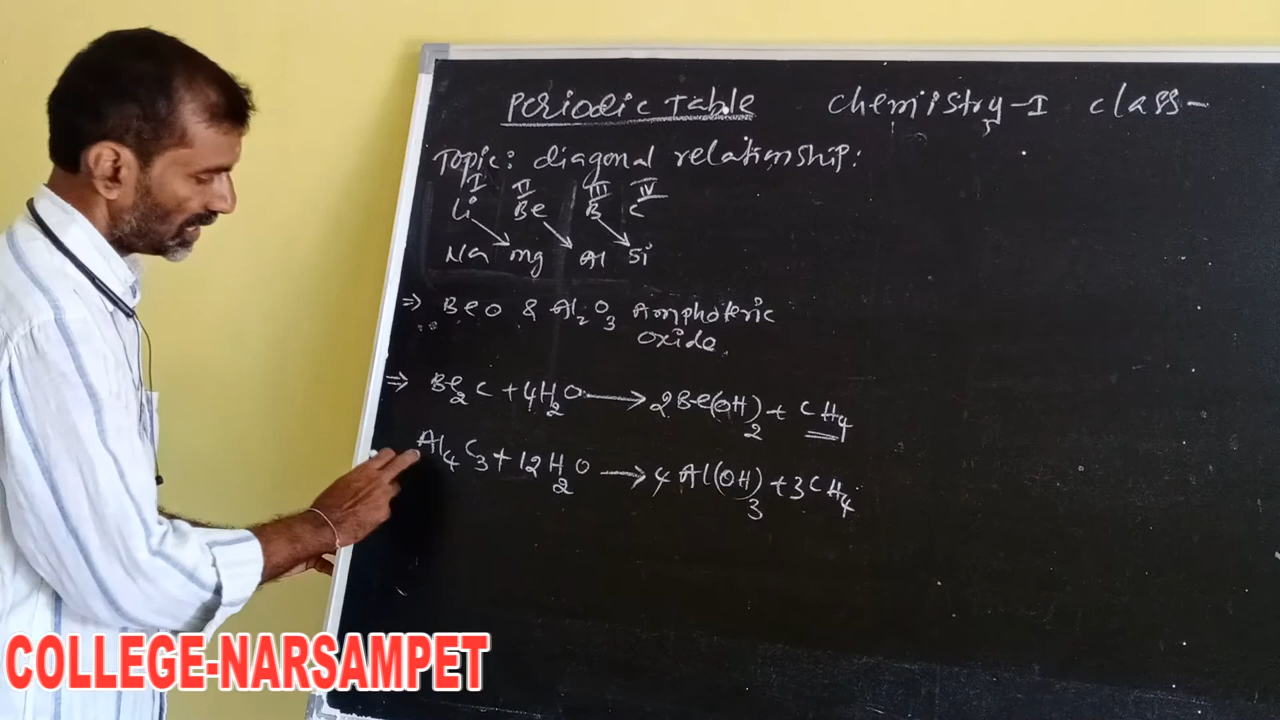 Periodic Table Chemistry-I class-
Topic: diagonal relationship:
I II III IV
Li Be B C
Na mg Al Si
⇒ BeO & Al₂O₃ Amphoteric
oxide
⇒ Be₂C + 4H₂O → 2Be(OH)₂ + CH₄
Al₄C₃ + 12H₂O → 4Al(OH)₃ + 3CH₄
COLLEGE-NARSAMPET